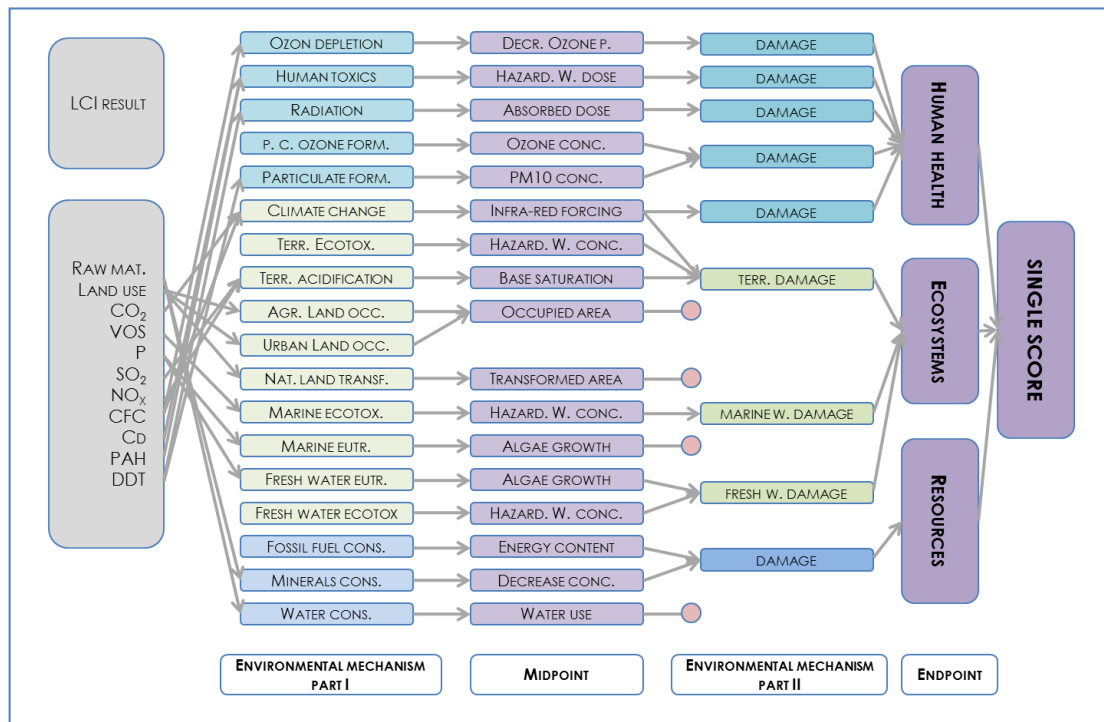 LCI RESULT
RAW MAT.
LAND USE
CO2
VOS
P
SO2
NOX
CFC
CD
PAH
DDT
OZON DEPLETION
HUMAN TOXICS
RADIATION
P. C. OZONE FORM.
PARTICULATE FORM.
CLIMATE CHANGE
TERR. ECOTOX.
TERR. ACIDIFICATION
AGR. LAND OCC.
URBAN LAND OCC.
NAT. LAND TRANSF.
MARINE ECOTOX.
MARINE EUTR.
FRESH WATER EUTR.
FRESH WATER ECOTOX
FOSSIL FUEL CONS.
MINERALS CONS.
WATER CONS.
ENVIRONMENTAL MECHANISM
PART I
DECR. OZONE P.
HAZARD. W. DOSE
ABSORBED DOSE
OZONE CONC.
PM10 CONC.
INFRA-RED FORCING
HAZARD. W. CONC.
BASE SATURATION
OCCUPIED AREA
TRANSFORMED AREA
HAZARD. W. CONC.
ALGAE GROWTH
ALGAE GROWTH
HAZARD. W. CONC.
ENERGY CONTENT
DECREASE CONC.
WATER USE
MIDPOINT
DAMAGE
DAMAGE
DAMAGE
DAMAGE
DAMAGE
TERR. DAMAGE
MARINE W. DAMAGE
FRESH W. DAMAGE
DAMAGE
ENVIRONMENTAL MECHANISM
PART II
HUMAN HEALTH
ECOSYSTEMS
RESOURCES
ENDPOINT
SINGLE SCORE